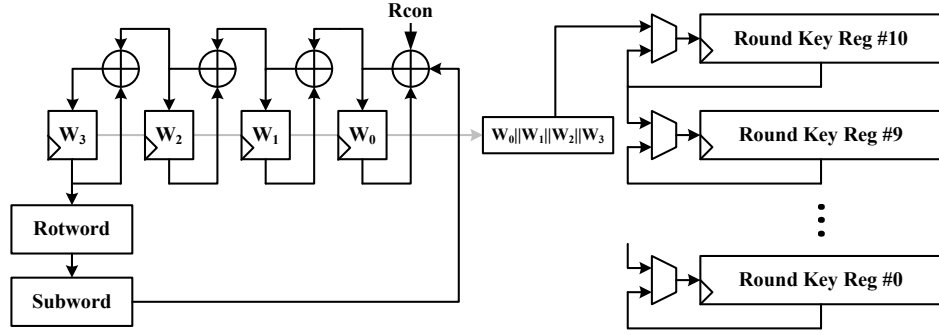 Rcon
Round Key Reg #10
W₃
W₂
W₁
W₀
W₀||W₁||W₂||W₃
Round Key Reg #9
Rotword
Subword
Round Key Reg #0